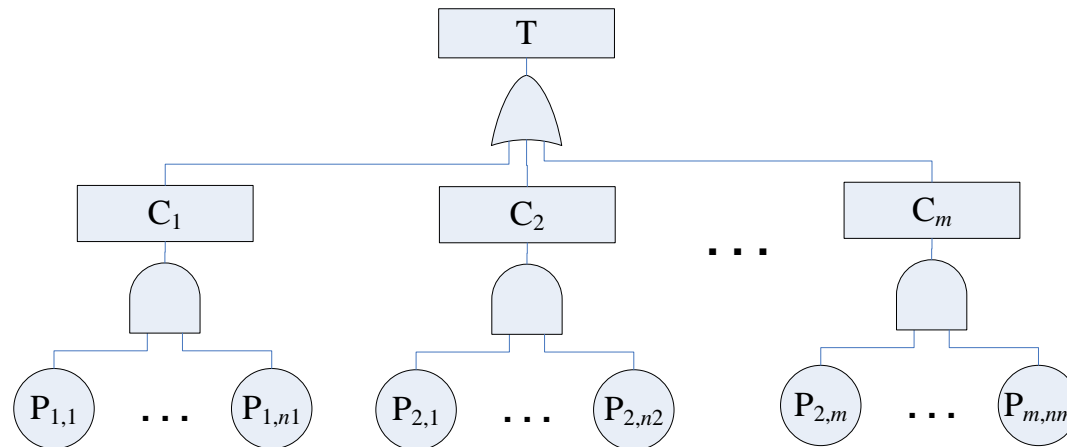 T
C₁ C₂ . . . Cₘ
P₁,₁ . . . P₁,ₙ₁ P₂,₁ . . . P₂,ₙ₂ P₂,ₘ . . . Pₘ,ₙₘ